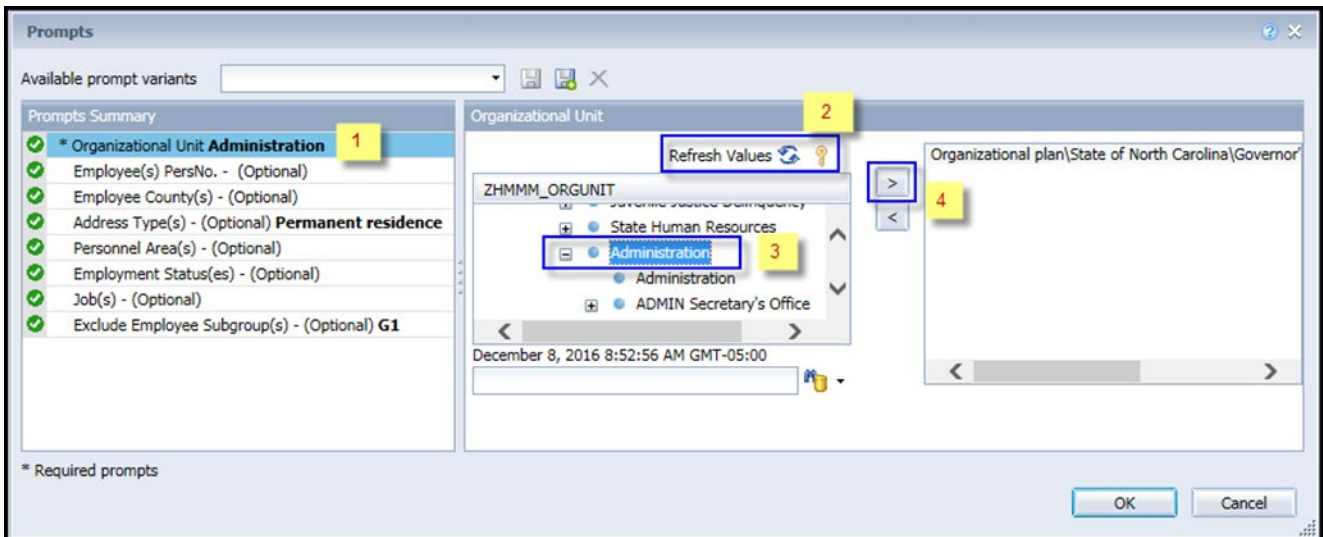 Prompts
Available prompt variants
Prompts Summary
* Organizational Unit Administration
1
Employee(s) PersNo. - (Optional)
Employee County(s) - (Optional)
Address Type(s) - (Optional) Permanent residence
Personnel Area(s) - (Optional)
Employment Status(es) - (Optional)
Job(s) - (Optional)
Exclude Employee Subgroup(s) - (Optional) G1
Organizational Unit
2
Refresh Values
ZHMMM_ORGUNIT
Juvenile Justice Delinquency
State Human Resources
Administration
3
Administration
ADMIN Secretary's Office
December 8, 2016 8:52:56 AM GMT-05:00
>
4
<
Organizational plan\State of North Carolina\Governor'
* Required prompts
OK
Cancel